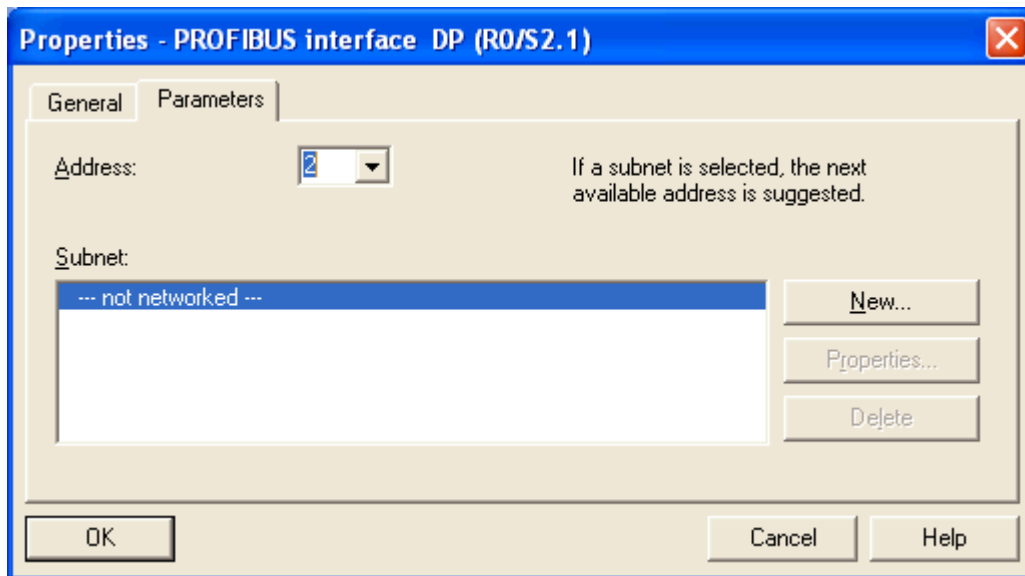 Properties - PROFIBUS interface  DP (R0/S2.1)
General
Parameters
Address:
2
If a subnet is selected, the next
available address is suggested.
Subnet:
--- not networked ---
New...
Properties...
Delete
OK
Cancel
Help